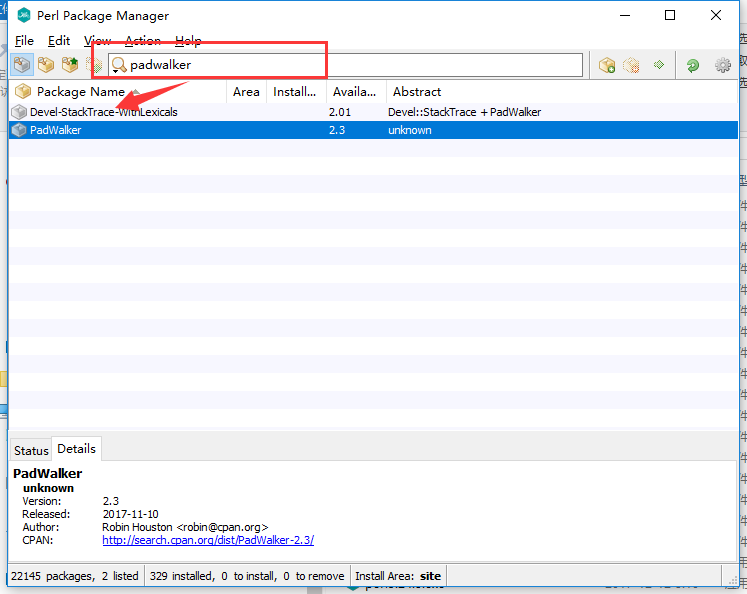 Perl Package Manager
File Edit View Action Help
padwalker
Package Name Area Install... Availa... Abstract
Devel-StackTrace-WithLexicals 2.01 Devel::StackTrace + PadWalker
PadWalker 2.3 unknown
Status Details
PadWalker
unknown
Version: 2.3
Released: 2017-11-10
Author: Robin Houston <robin@cpan.org>
CPAN: http://search.cpan.org/dist/PadWalker-2.3/
22145 packages, 2 listed 329 installed, 0 to install, 0 to remove Install Area: site